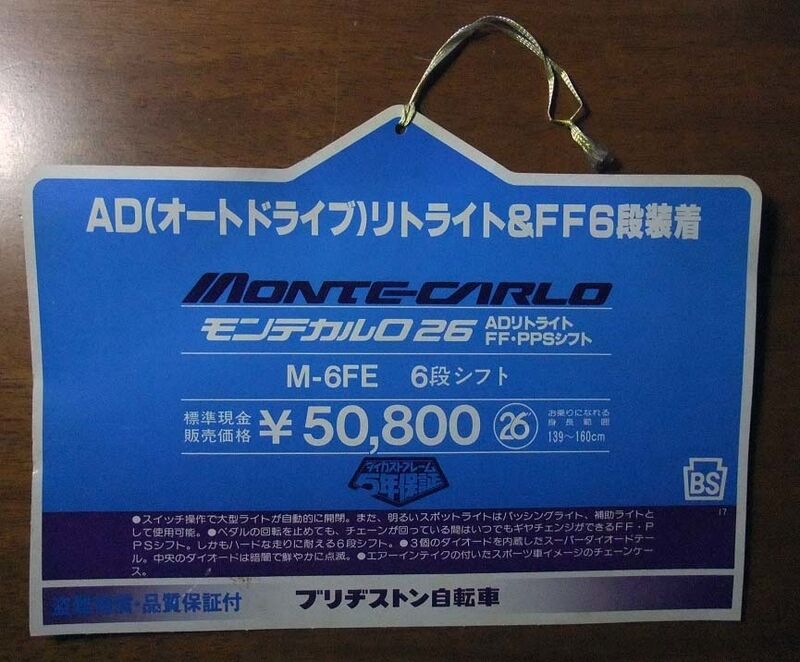 AD(オートドライブ)リトライト&FF6段装着
MONTE-CARLO
モンテカルロ26 ADリトライト
FF・PPSシフト
M-6FE 6段シフト
標準現金
販売価格 ¥50,800 26" お乗りになれる
身長範囲
139〜160cm
ダイカストフレーム
5年保証
BS
17
●スイッチ操作で大型ライトが自動的に開閉。また、明るいスポットライトはパッシングライト、補助ライトと
して使用可能。●ペダルの回転を止めても、チェーンが回っている間はいつでもギヤチェンジができるFF・P
PSシフト。しかもハードな走りに耐える6段シフト。●3個のダイオードを内蔵したスーパーダイオードテー
ル。中央のダイオードは暗闇で鮮やかに点滅。●エアーインテイクの付いたスポーツ車イメージのチェーンケー
ス。
盗難補償・品質保証付 ブリヂストン自転車